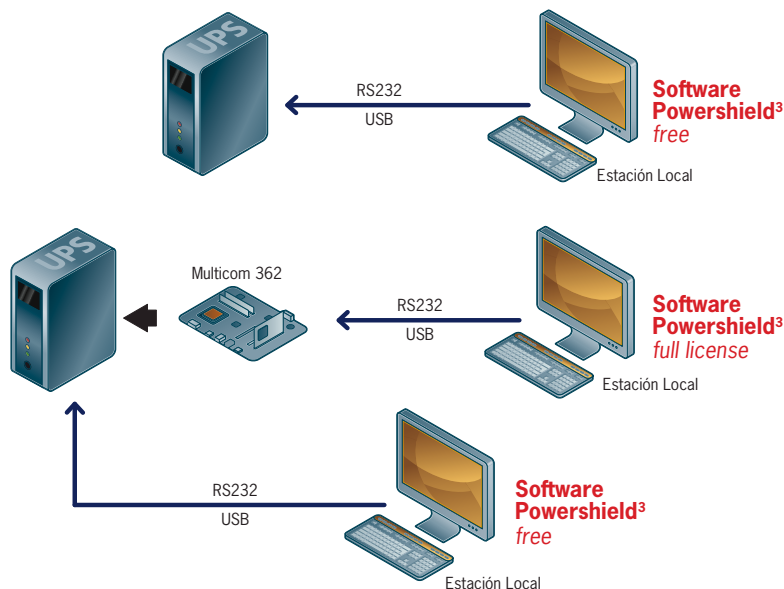 UPS
RS232
USB
Software
Powershield³
free
Estación Local
UPS
Multicom 362
RS232
USB
Software
Powershield³
full license
Estación Local
RS232
USB
Software
Powershield³
free
Estación Local